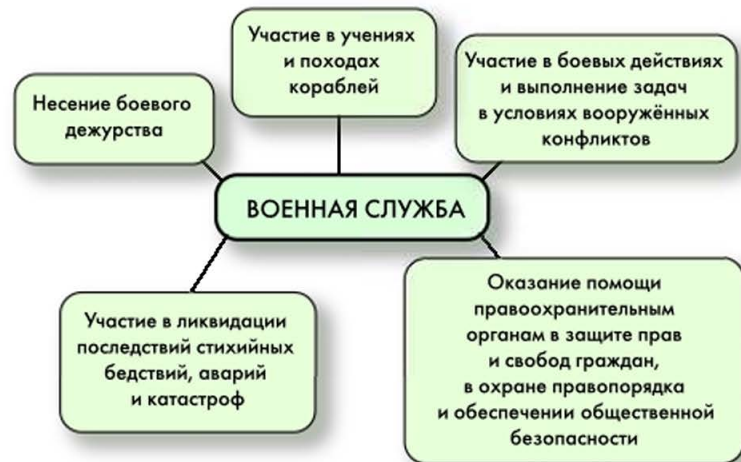 Участие в учениях
и походах
кораблей
Участие в боевых действиях
и выполнение задач
в условиях вооружённых
конфликтов
Несение боевого
дежурства
ВОЕННАЯ СЛУЖБА
Участие в ликвидации
последствий стихийных
бедствий, аварий
и катастроф
Оказание помощи
правоохранительным
органам в защите прав
и свобод граждан,
в охране правопорядка
и обеспечении общественной
безопасности